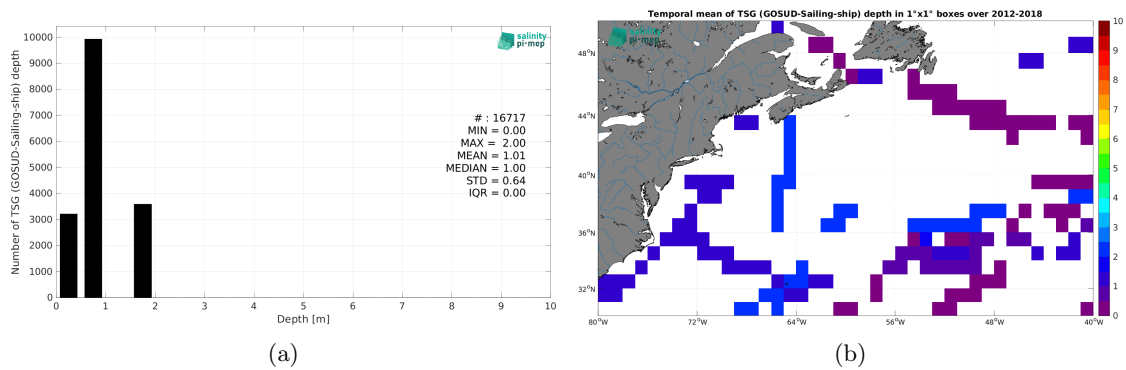 10000
9000
8000
7000
6000
5000
4000
3000
2000
1000
0
Number of TSG (GOSUD-Sailing-ship) depth
salinity
pi-mep
# : 16717
MIN = 0.00
MAX = 2.00
MEAN = 1.01
MEDIAN = 1.00
STD = 0.64
IQR = 0.00
0 1 2 3 4 5 6 7 8 9 10
Depth [m]
(a)
Temporal mean of TSG (GOSUD-Sailing-ship) depth in 1°x1° boxes over 2012-2018
salinity
pi-mep
48°N
44°N
40°N
36°N
32°N
80°W 72°W 64°W 56°W 48°W 40°W
10
9
8
7
6
5
4
3
2
1
0
(b)